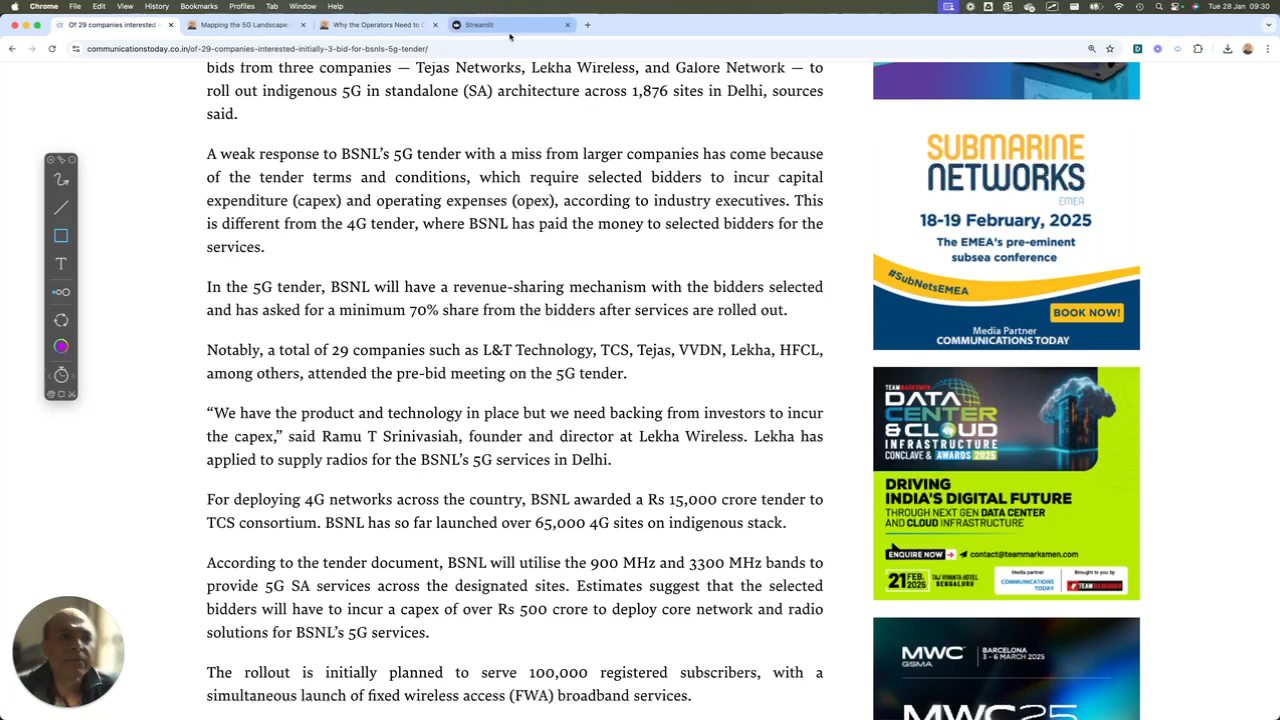 Chrome File Edit View History Bookmarks Profiles Tab Window Help Tue 28 Jan 09:30
Of 29 companies interested i × Mapping the 5G Landscape: × Why the Operators Need to C × Streamlit × +
communicationstoday.co.in/of-29-companies-interested-initially-3-bid-for-bsnls-5g-tender/
bids from three companies — Tejas Networks, Lekha Wireless, and Galore Network — to
roll out indigenous 5G in standalone (SA) architecture across 1,876 sites in Delhi, sources
said.
A weak response to BSNL’s 5G tender with a miss from larger companies has come because
of the tender terms and conditions, which require selected bidders to incur capital
expenditure (capex) and operating expenses (opex), according to industry executives. This
is different from the 4G tender, where BSNL has paid the money to selected bidders for the
services.
In the 5G tender, BSNL will have a revenue-sharing mechanism with the bidders selected
and has asked for a minimum 70% share from the bidders after services are rolled out.
Notably, a total of 29 companies such as L&T Technology, TCS, Tejas, VVDN, Lekha, HFCL,
among others, attended the pre-bid meeting on the 5G tender.
“We have the product and technology in place but we need backing from investors to incur
the capex,” said Ramu T Srinivasiah, founder and director at Lekha Wireless. Lekha has
applied to supply radios for the BSNL’s 5G services in Delhi.
For deploying 4G networks across the country, BSNL awarded a Rs 15,000 crore tender to
TCS consortium. BSNL has so far launched over 65,000 4G sites on indigenous stack.
According to the tender document, BSNL will utilise the 900 MHz and 3300 MHz bands to
provide 5G SA services at the designated sites. Estimates suggest that the selected
bidders will have to incur a capex of over Rs 500 crore to deploy core network and radio
solutions for BSNL’s 5G services.
The rollout is initially planned to serve 100,000 registered subscribers, with a
simultaneous launch of fixed wireless access (FWA) broadband services.
SUBMARINE
NETWORKS
EMEA
18-19 February, 2025
The EMEA's pre-eminent
subsea conference
#SubNetsEMEA
BOOK NOW!
Media Partner
COMMUNICATIONS TODAY
TEAM MARKSMEN
DATA
CENTER
& CLOUD
INFRASTRUCTURE
CONCLAVE & AWARDS 2025
DRIVING
INDIA'S DIGITAL FUTURE
THROUGH NEXT GEN DATA CENTER
AND CLOUD INFRASTRUCTURE
ENQUIRE NOW contact@teammarksmen.com
21 FEB. 2025 TAJ VIVANTA HOTEL BENGALURU
Media partner COMMUNICATIONS TODAY Brought to you by
MWC GSMA BARCELONA
3 - 6 MARCH 2025
MWC25
T